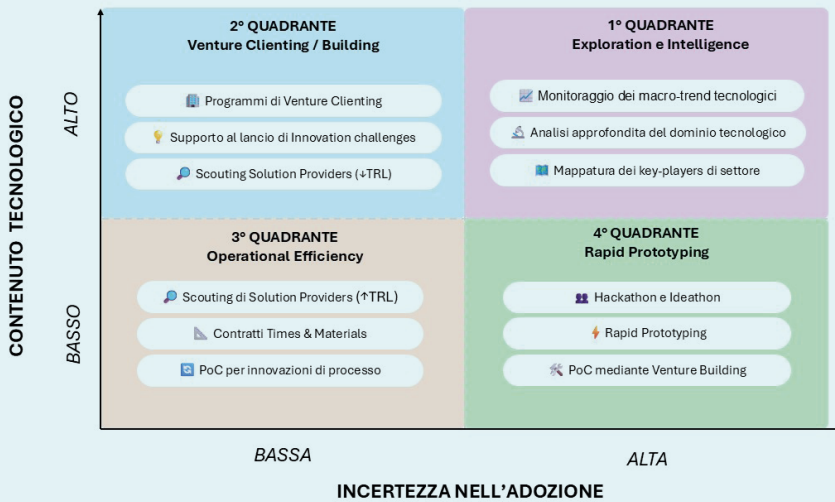 2° QUADRANTE
Venture Clienting / Building
Programmi di Venture Clienting
Supporto al lancio di Innovation challenges
Scouting Solution Providers (↓TRL)
1° QUADRANTE
Exploration e Intelligence
Monitoraggio dei macro-trend tecnologici
Analisi approfondita del dominio tecnologico
Mappatura dei key-players di settore
3° QUADRANTE
Operational Efficiency
Scouting di Solution Providers (↑TRL)
Contratti Times & Materials
PoC per innovazioni di processo
4° QUADRANTE
Rapid Prototyping
Hackathon e Ideathon
Rapid Prototyping
PoC mediante Venture Building
CONTENUTO TECNOLOGICO
ALTO
BASSO
BASSA
ALTA
INCERTEZZA NELL'ADOZIONE